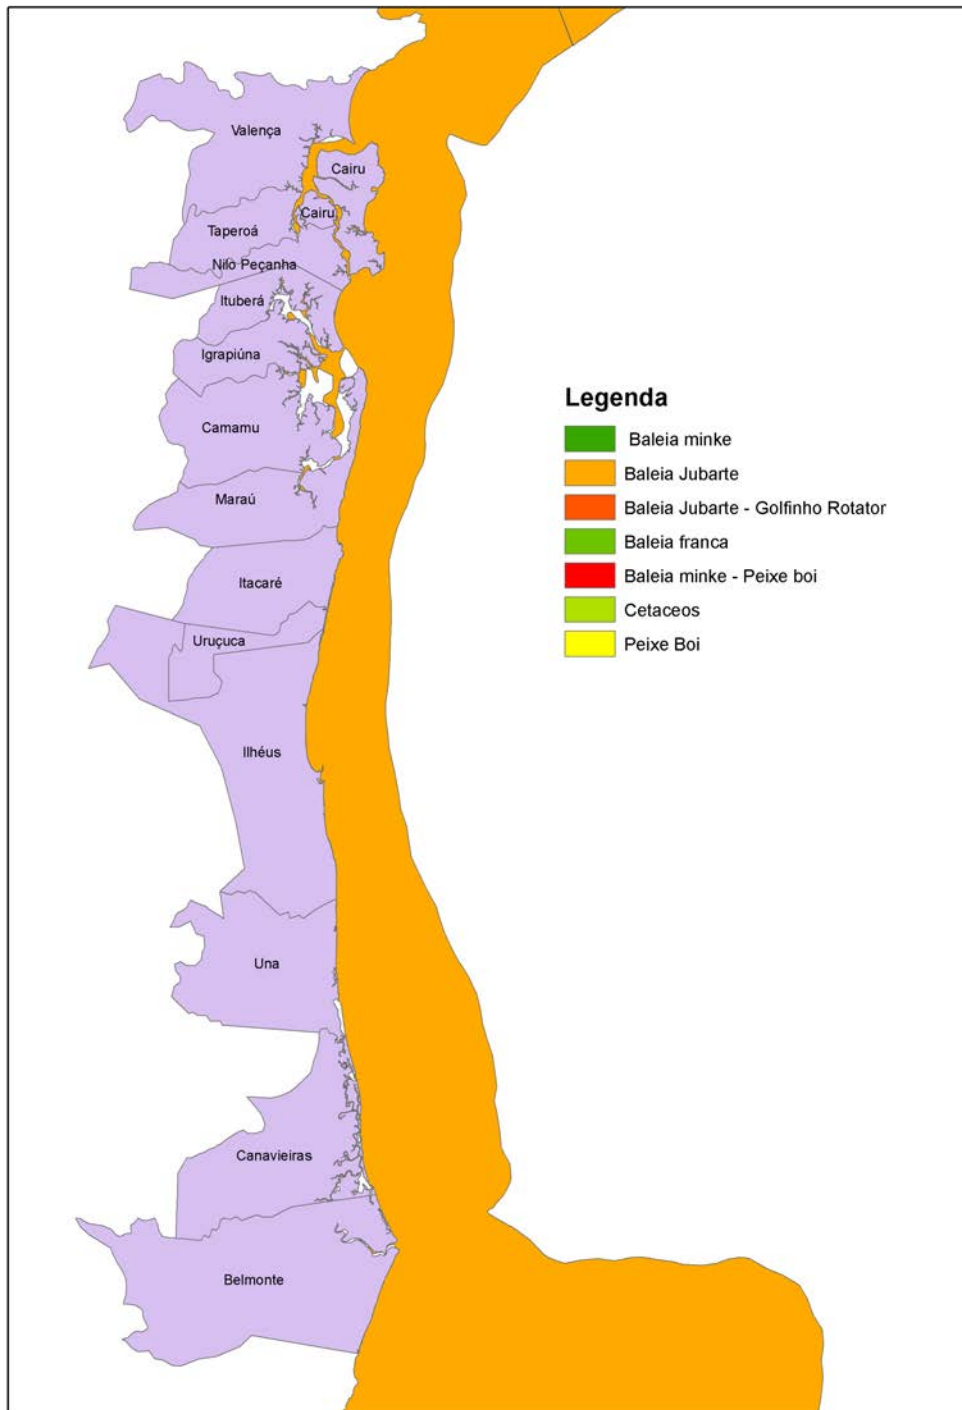 Valença
Cairu
Cairu
Taperoá
Nilo Peçanha
Ituberá
Igrapiúna
Camamu
Maraú
Itacaré
Uruçuca
Ilhéus
Una
Canavieiras
Belmonte
Legenda
Baleia minke
Baleia Jubarte
Baleia Jubarte - Golfinho Rotator
Baleia franca
Baleia minke - Peixe boi
Cetaceos
Peixe Boi